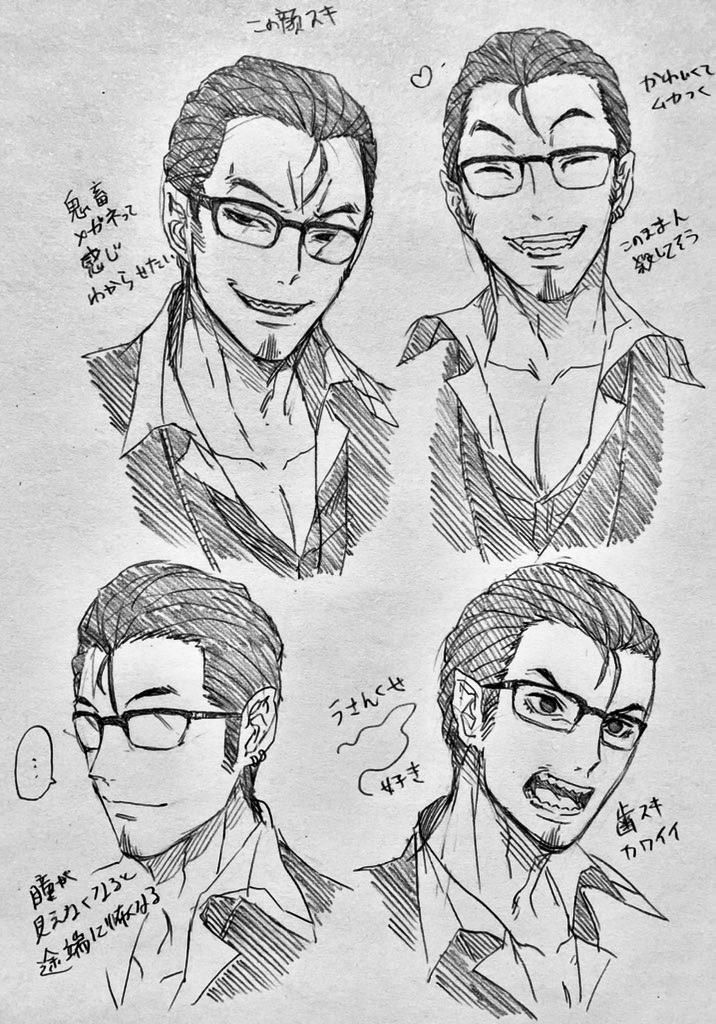 この顔スキ
かわいくて
ムカつく
鬼畜
メガネって
感じ
わからせたい
このままん
殺してそう
…
うさんくせ
好き
歯スキ
カワイイ
瞳が
見えなくなると
途端に怖くなる